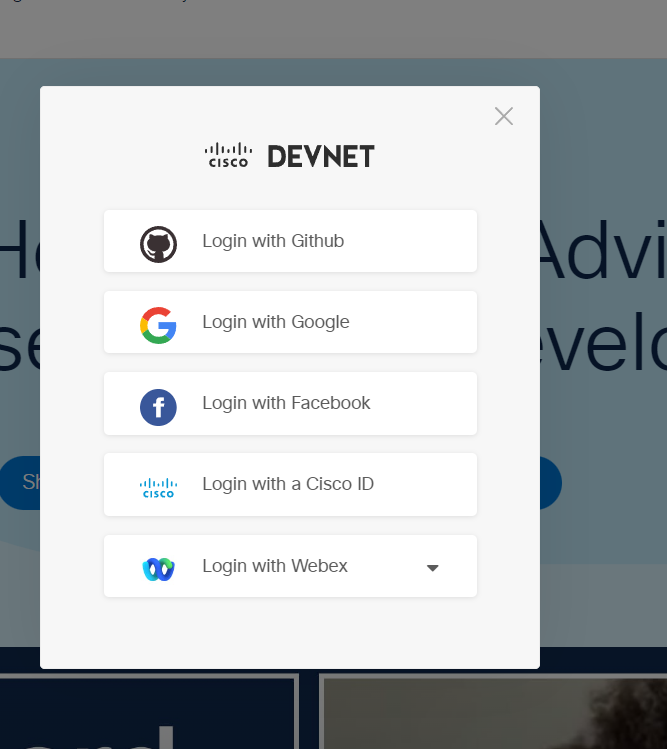 cisco DEVNET
Login with Github
Login with Google
Login with Facebook
cisco Login with a Cisco ID
Login with Webex